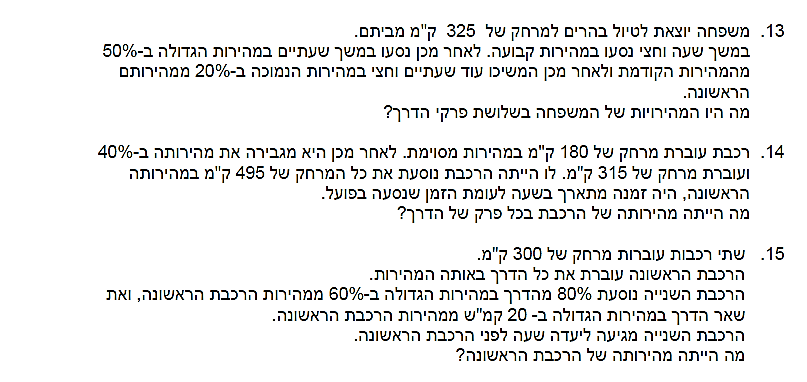 13. משפחה יוצאת לטיול בהרים למרחק של 325 ק"מ מביתם.
במשך שעה וחצי נסעו במהירות קבועה. לאחר מכן נסעו במשך שעתיים במהירות הגדולה ב-50%
מהמהירות הקודמת ולאחר מכן המשיכו עוד שעתיים וחצי במהירות הנמוכה ב-20% ממהירותם
הראשונה.
מה היו המהירויות של המשפחה בשלושת פרקי הדרך?
14. רכבת עוברת מרחק של 180 ק"מ במהירות מסוימת. לאחר מכן היא מגבירה את מהירותה ב-40%
ועוברת מרחק של 315 ק"מ. לו הייתה הרכבת נוסעת את כל המרחק של 495 ק"מ במהירותה
הראשונה, היה זמנה מתארך בשעה לעומת הזמן שנסעה בפועל.
מה הייתה מהירותה של הרכבת בכל פרק של הדרך?
15. שתי רכבות עוברות מרחק של 300 ק"מ.
הרכבת הראשונה עוברת את כל הדרך באותה המהירות.
הרכבת השנייה נוסעת 80% מהדרך במהירות הגדולה ב-60% ממהירות הרכבת הראשונה, ואת
שאר הדרך במהירות הגדולה ב- 20 קמ"ש ממהירות הרכבת הראשונה.
הרכבת השנייה מגיעה ליעדה שעה לפני הרכבת הראשונה.
מה הייתה מהירותה של הרכבת הראשונה?